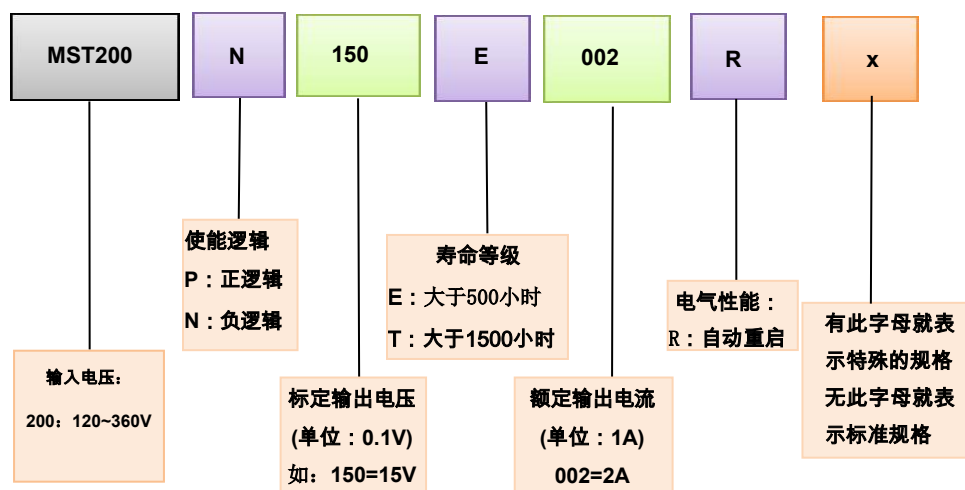 MST200
N
150
E
002
R
x
使能逻辑
P：正逻辑
N：负逻辑
寿命等级
E：大于500小时
T：大于1500小时
电气性能：
R：自动重启
有此字母就表
示特殊的规格
无此字母就表
示标准规格
输入电压：
200：120~360V
标定输出电压
(单位：0.1V)
如：150=15V
额定输出电流
(单位：1A)
002=2A